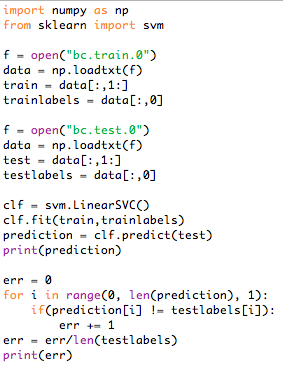 import numpy as np
from sklearn import svm

f = open("bc.train.0")
data = np.loadtxt(f)
train = data[:,1:]
trainlabels = data[:,0]

f = open("bc.test.0")
data = np.loadtxt(f)
test = data[:,1:]
testlabels = data[:,0]

clf = svm.LinearSVC()
clf.fit(train,trainlabels)
prediction = clf.predict(test)
print(prediction)

err = 0
for i in range(0, len(prediction), 1):
    if(prediction[i] != testlabels[i]):
        err += 1
err = err/len(testlabels)
print(err)